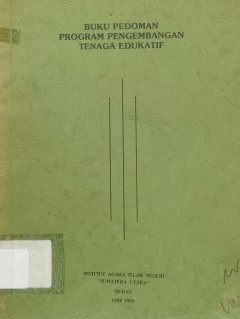 BUKU PEDOMAN
PROGRAM PENGEMBANGAN
TENAGA EDUKATIF
INSTITUT AGAMA ISLAM NEGERI
"SUMATERA UTARA"
MEDAN